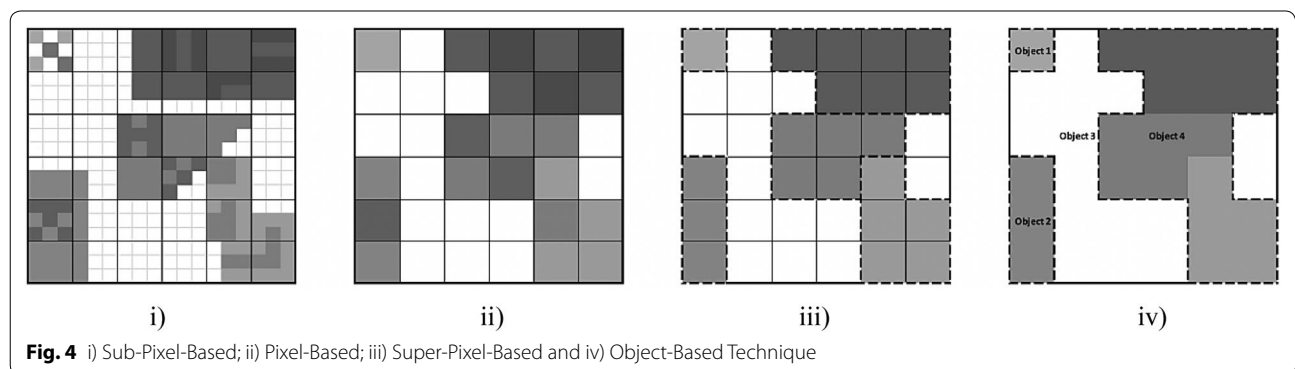 Object 1
Object 3
Object 4
Object 2
i)
ii)
iii)
iv)
Fig. 4 i) Sub-Pixel-Based; ii) Pixel-Based; iii) Super-Pixel-Based and iv) Object-Based Technique